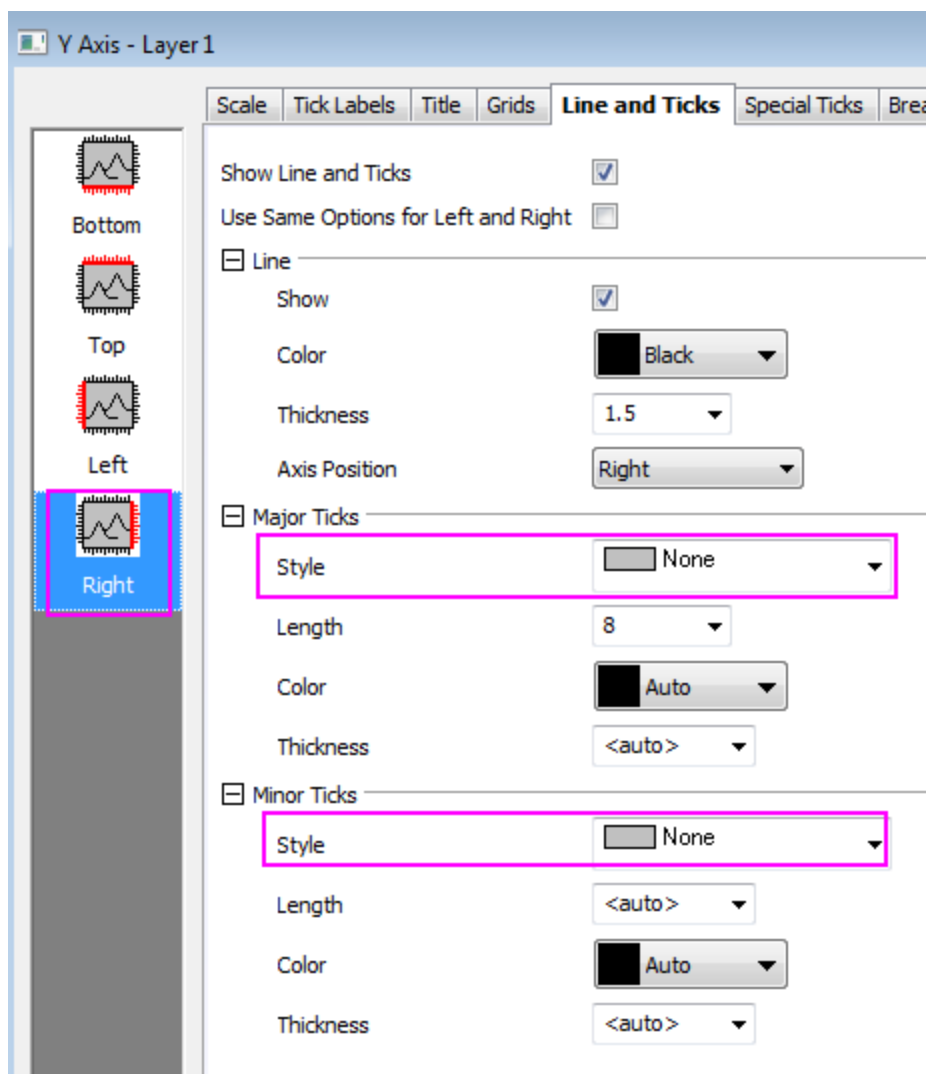 Y Axis - Layer 1
Scale Tick Labels Title Grids Line and Ticks Special Ticks Brea
Bottom
Top
Left
Right
Show Line and Ticks
Use Same Options for Left and Right
Line
Show
Color Black
Thickness 1.5
Axis Position Right
Major Ticks
Style None
Length 8
Color Auto
Thickness <auto>
Minor Ticks
Style None
Length <auto>
Color Auto
Thickness <auto>